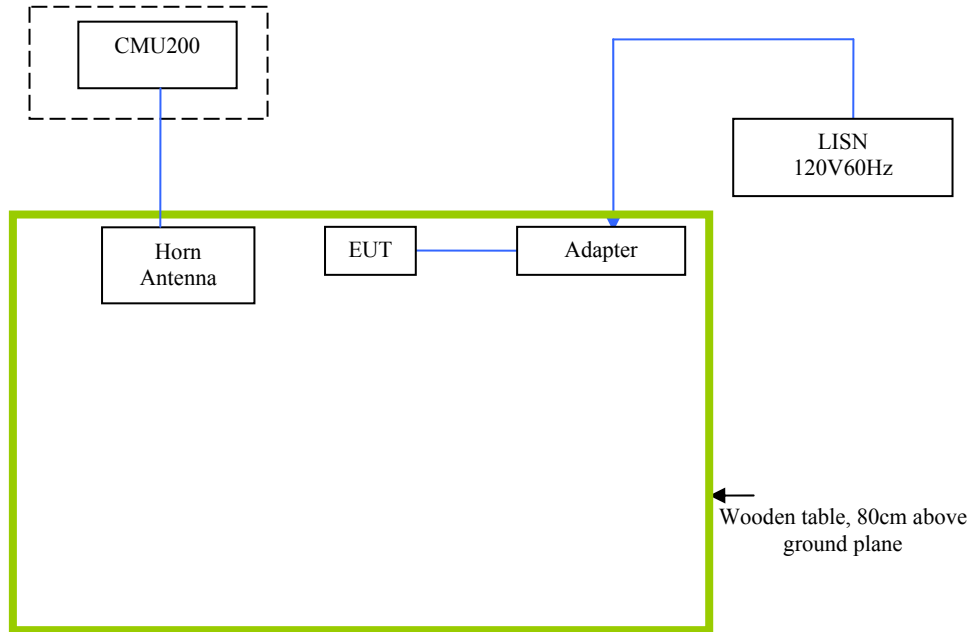 CMU200
LISN
120V60Hz
Horn
Antenna
EUT
Adapter
Wooden table, 80cm above
ground plane